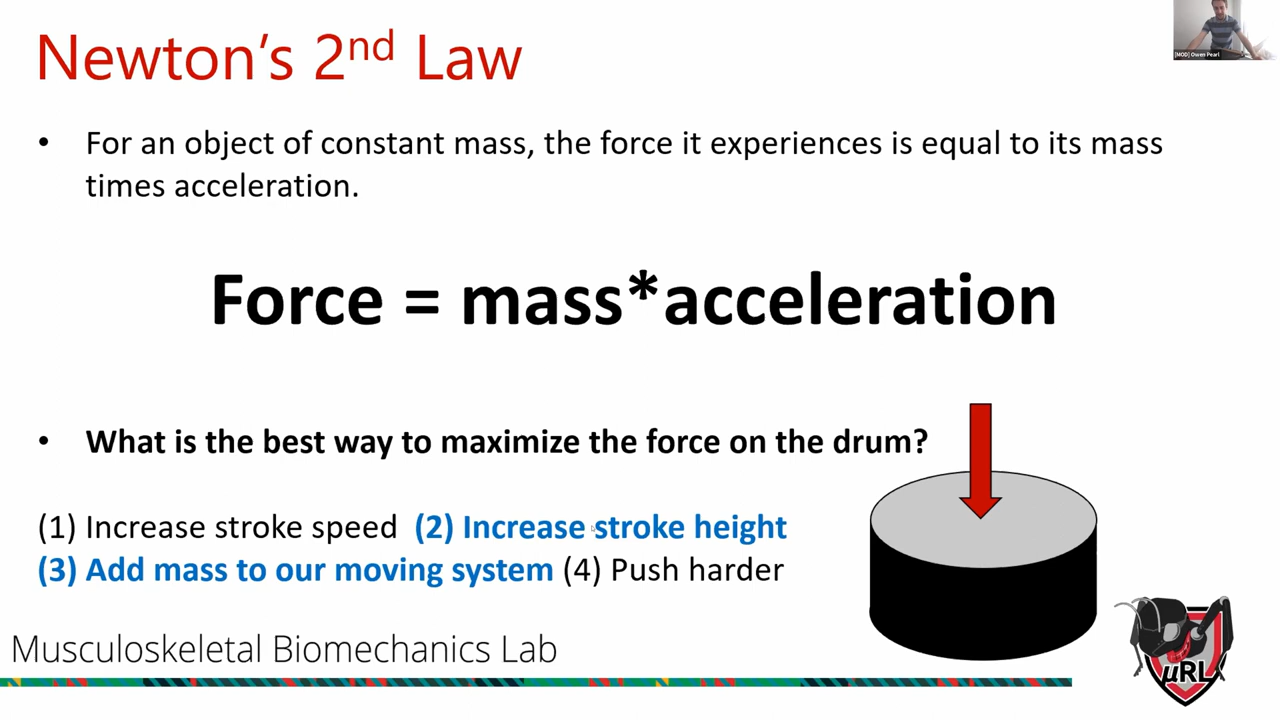 Newton's 2nd Law
[MOD] Owen Pearl
• For an object of constant mass, the force it experiences is equal to its mass
times acceleration.
Force = mass*acceleration
• What is the best way to maximize the force on the drum?
(1) Increase stroke speed (2) Increase stroke height
(3) Add mass to our moving system (4) Push harder
Musculoskeletal Biomechanics Lab
μRL